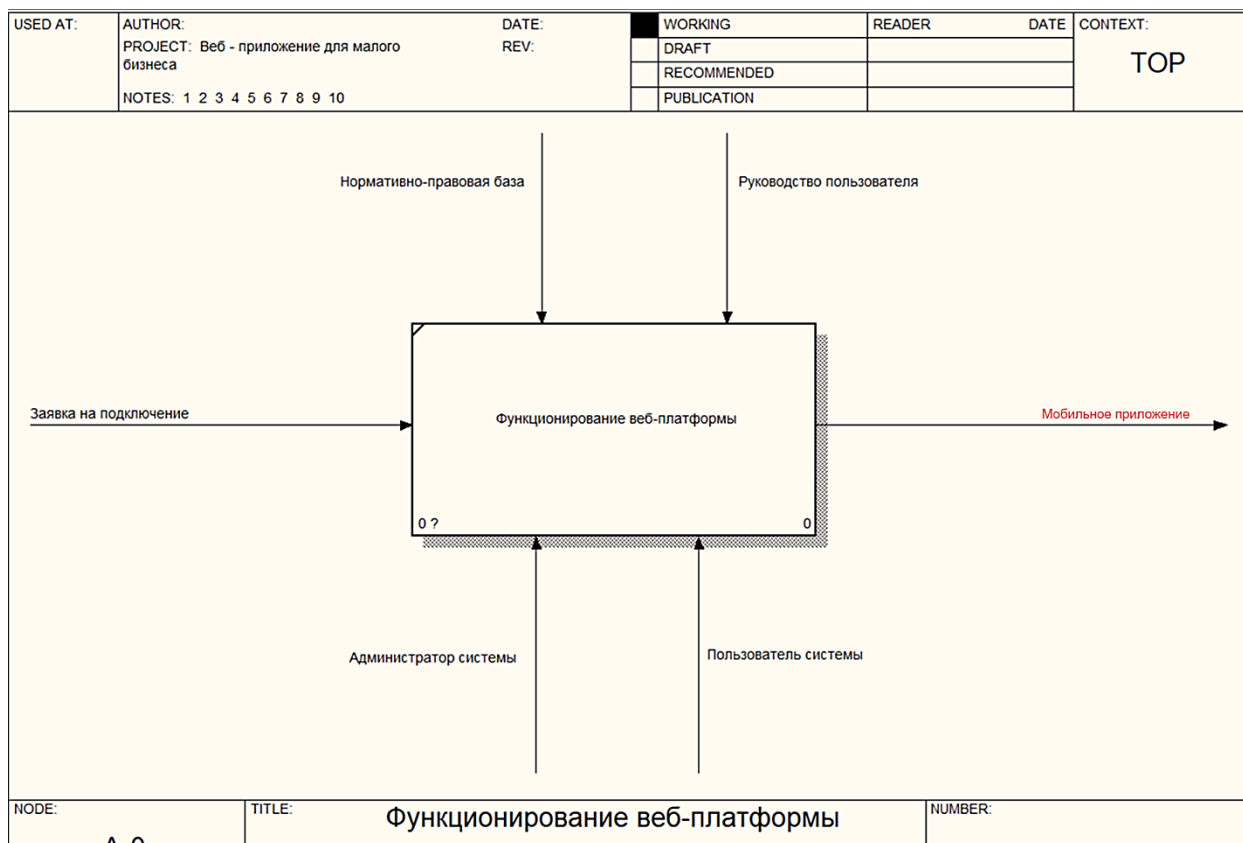 USED AT:
AUTHOR:
DATE:
WORKING
READER
DATE
CONTEXT:
PROJECT: Веб - приложение для малого
бизнеса
REV:
DRAFT
TOP
RECOMMENDED
NOTES: 1 2 3 4 5 6 7 8 9 10
PUBLICATION
Нормативно-правовая база
Руководство пользователя
Заявка на подключение
Функционирование веб-платформы
Мобильное приложение
0 ?
0
Администратор системы
Пользователь системы
NODE:
TITLE:
Функционирование веб-платформы
NUMBER: